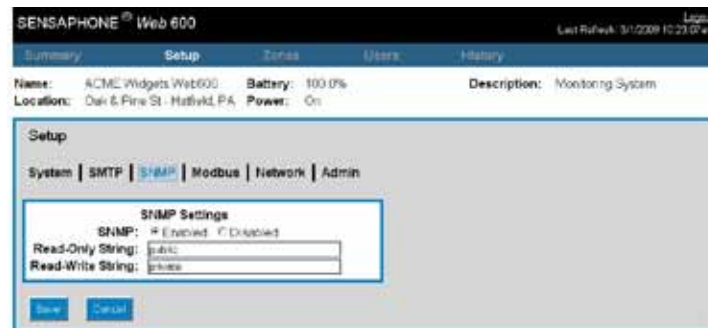 SENSAPHONE® Web 600
Logout
Last Refresh: 3/1/2009 10:23:07
Summary Setup Zones Users History
Name: ACME Widgets Web600 Battery: 100.0% Description: Monitoring System
Location: Oak & Pine St - Hatfield, PA Power: On
Setup
System | SMTP | SNMP | Modbus | Network | Admin
SNMP Settings
SNMP: Enabled Disabled
Read-Only String: public
Read-Write String: private
Save Cancel